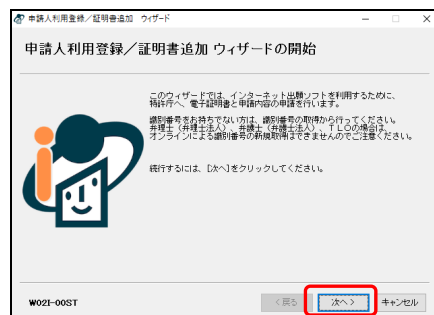 申請人利用登録／証明書追加 ウィザード
申請人利用登録／証明書追加 ウィザードの開始
このウィザードでは、インターネット出願ソフトを利用するために、
特許庁へ、電子証明書と申請内容の申請を行います。
識別番号をお持ちでない方は、識別番号の取得から行ってください。
弁理士（弁理士法人）、弁護士（弁護士法人）、ＴＬＯの場合は、
オンラインによる識別番号の新規取得はできませんのでご注意ください。
続行するには、[次へ]をクリックしてください。
W02I-00ST
< 戻る
次へ >
キャンセル